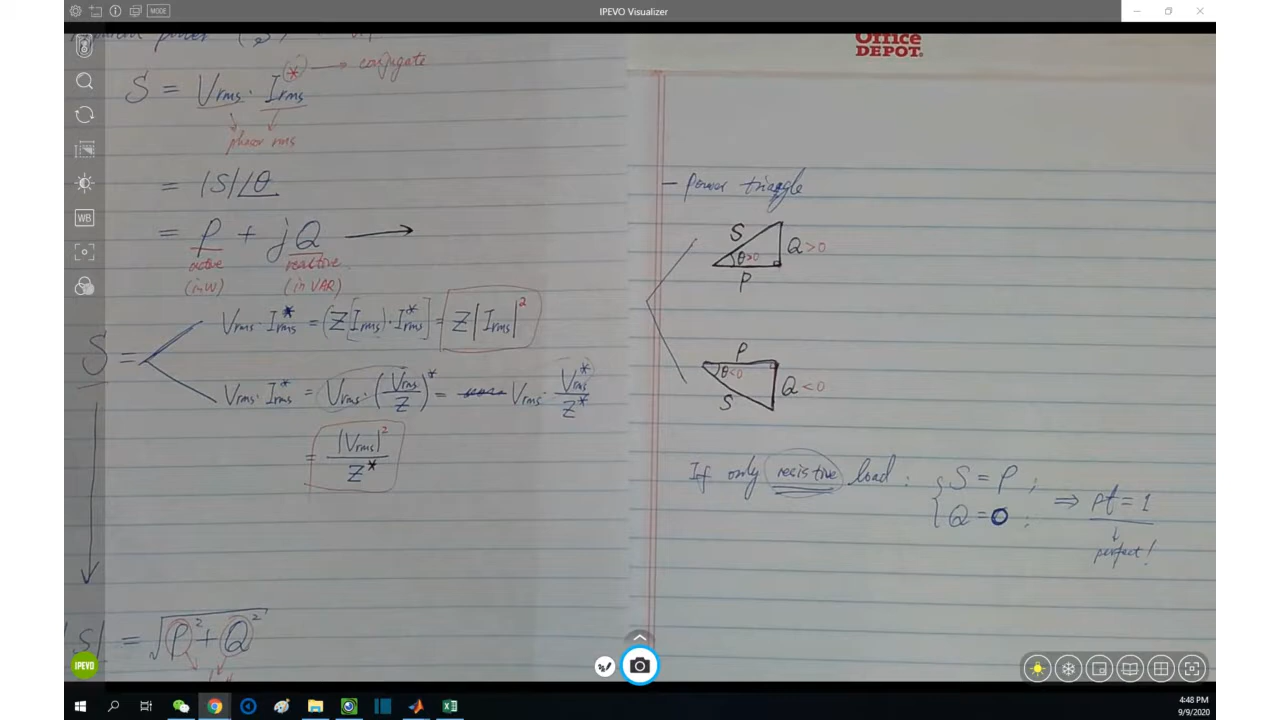 IPEVO Visualizer
MODE
WB
S = Vrms · Irms* → conjugate
phasor rms
= |S|∠θ
= P + jQ →
active reactive
(in W) (in VAR)
S =
Vrms · Irms* = (Z[Irms) · Irms*] = Z|Irms|²
Vrms · Irms* = Vrms · (Vrms/Z)* = Vrms · Vrms*/Z*
= |Vrms|²/Z*
|S| = √P² + Q²
Office
DEPOT.
- Power triangle
S
θ>0
Q>0
P
P
θ<0
Q<0
S
If only resistive load : { S = P ;
Q = 0 ;
⇒ pf = 1
perfect!
IPEVO
4:48 PM
9/9/2020